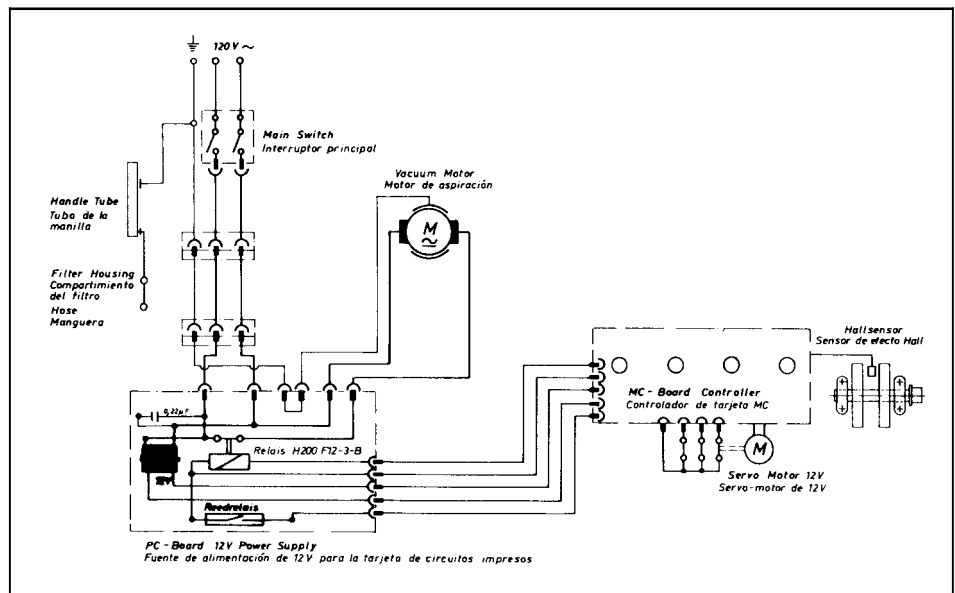 120V ~
Main Switch
Interruptor principal
Handle Tube
Tubo de la
manilla
Filter Housing
Compartimiento
del filtro
Hose
Manguera
Vacuum Motor
Motor de aspiración
M
~
Hallsensor
Sensor de efecto Hall
MC-Board Controller
Controlador de tarjeta MC
M
Servo Motor 12V
Servo-motor de 12V
0,22µF
Relais H200 F12-3-B
12V
Reedrelais
PC-Board 12V Power Supply
Fuente de alimentación de 12V para la tarjeta de circuitos impresos